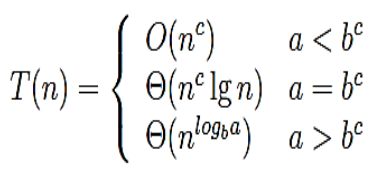 O(n^c) a < b^c
T(n) = { Θ(n^c lg n) a = b^c
Θ(n^{log_b a}) a > b^c